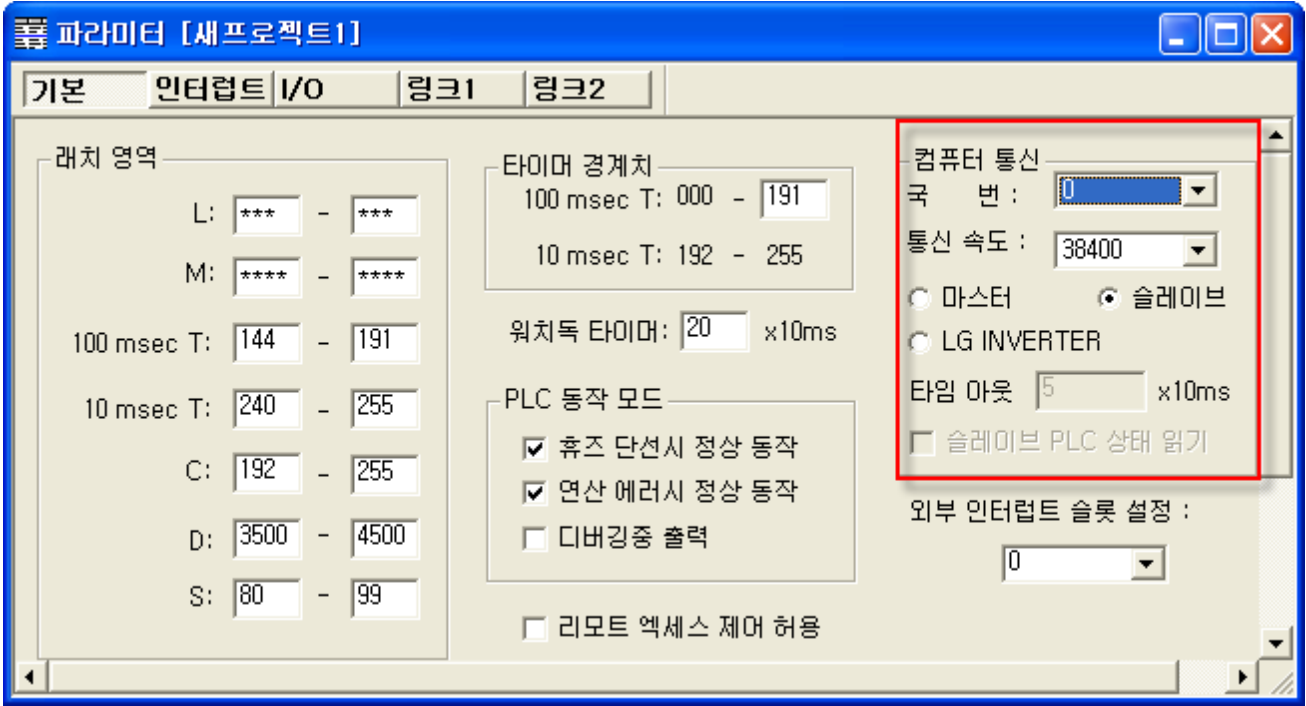 파라미터 [새프로젝트1]
기본 인터럽트 I/O 링크1 링크2
래치 영역
L: *** - ***
M: **** - ****
100 msec T: 144 - 191
10 msec T: 240 - 255
C: 192 - 255
D: 3500 - 4500
S: 80 - 99
타이머 경계치
100 msec T: 000 - 191
10 msec T: 192 - 255
워치독 타이머: 20 x10ms
PLC 동작 모드
휴즈 단선시 정상 동작
연산 에러시 정상 동작
디버깅중 출력
리모트 엑세스 제어 허용
컴퓨터 통신
국 번 : 0
통신 속도 : 38400
마스터 슬레이브
LG INVERTER
타임 아웃 5 x10ms
슬레이브 PLC 상태 읽기
외부 인터럽트 슬롯 설정 :
0